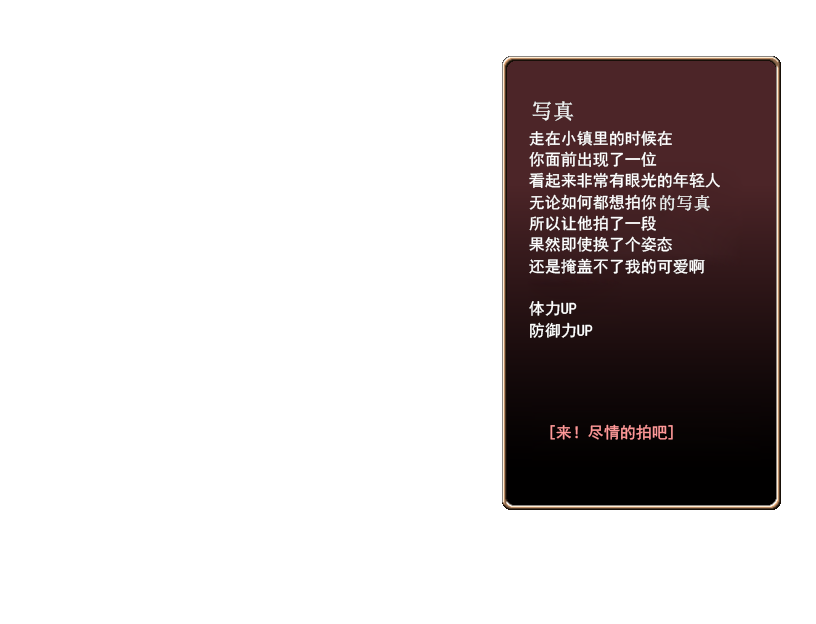 写真
走在小镇里的时候在
你面前出现了一位
看起来非常有眼光的年轻人
无论如何都想拍你的写真
所以让他拍了一段
果然即使换了个姿态
还是掩盖不了我的可爱啊
体力UP
防御力UP
[来！尽情的拍吧]